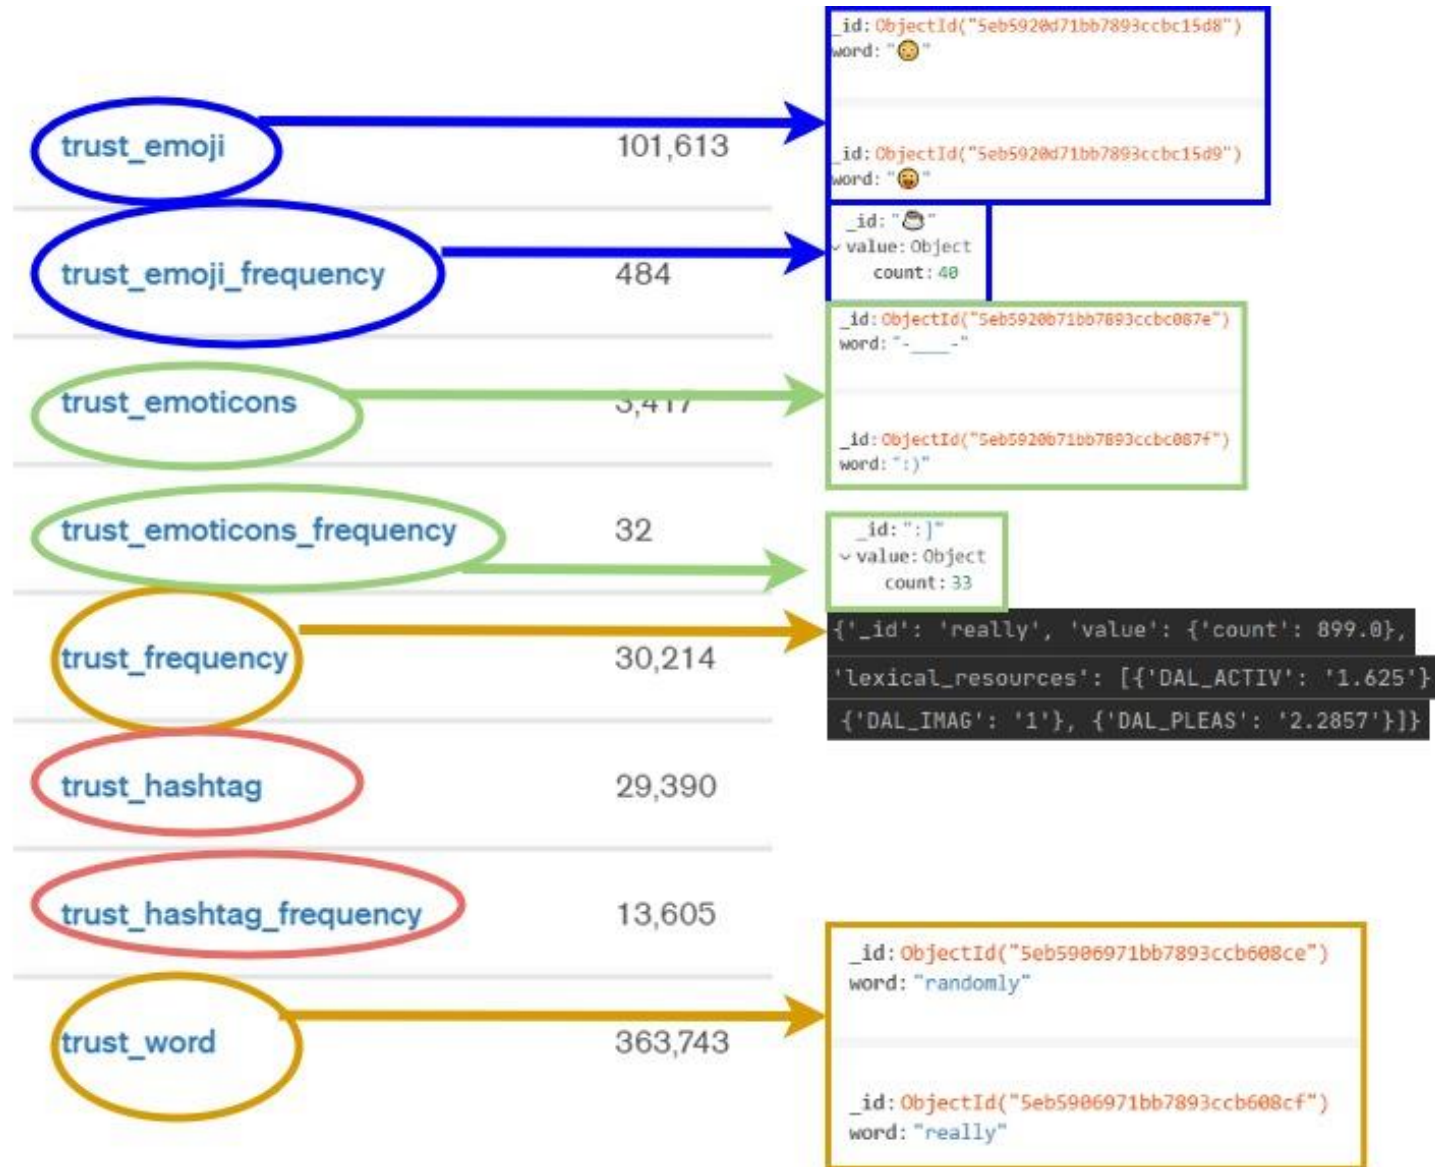 _id: ObjectId("5eb5920d71bb7893ccbc15d8")
word: "😳"
trust_emoji 101,613
_id: ObjectId("5eb5920d71bb7893ccbc15d9")
word: "😛"
_id: "☕"
value: Object
count: 40
trust_emoji_frequency 484
_id: ObjectId("5eb5920b71bb7893ccbc087e")
word: "-____-"
trust_emoticons 3,417
_id: ObjectId("5eb5920b71bb7893ccbc087f")
word: ":)"
trust_emoticons_frequency 32
_id: ":]"
value: Object
count: 33
{'_id': 'really', 'value': {'count': 899.0},
trust_frequency 30,214
'lexical_resources': [{'DAL_ACTIV': '1.625'}
{'DAL_IMAG': '1'}, {'DAL_PLEAS': '2.2857'}]}
trust_hashtag 29,390
trust_hashtag_frequency 13,605
_id: ObjectId("5eb5906971bb7893ccb608ce")
word: "randomly"
trust_word 363,743
_id: ObjectId("5eb5906971bb7893ccb608cf")
word: "really"